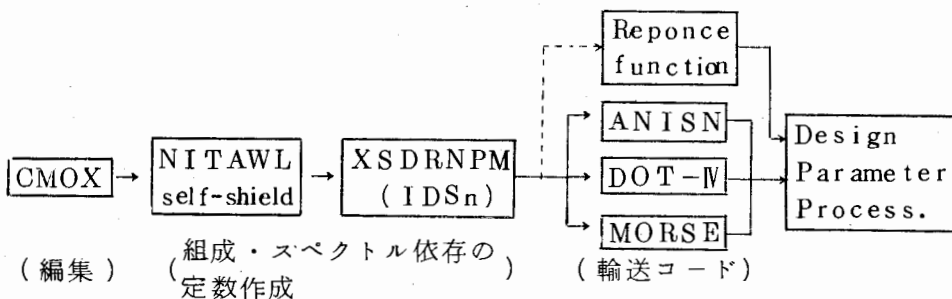 Reponce
function
ANISN
CMOX
NITAWL
self-shield
XSDRNPM
(IDSn)
DOT-Ⅳ
MORSE
Design
Parameter
Process.
(編集)
(組成・スペクトル依存の
定数作成)
(輸送コード)